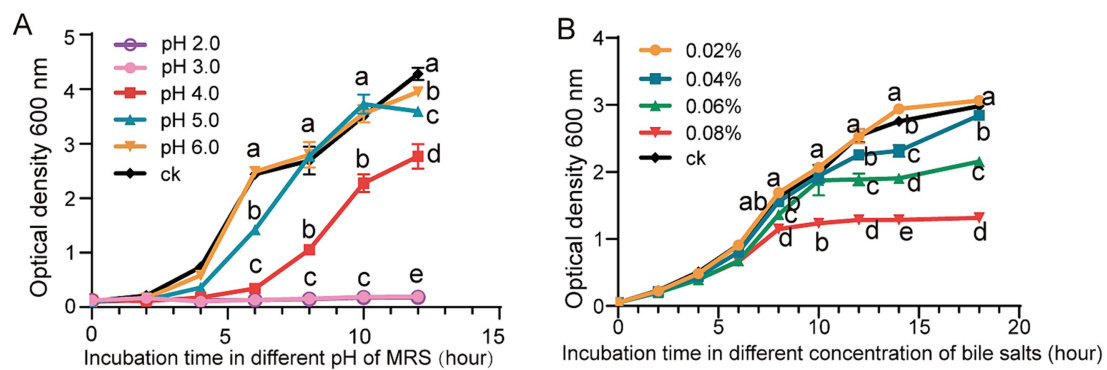 A
Optical density 600 nm
5
4
3
2
1
0
pH 2.0
pH 3.0
pH 4.0
pH 5.0
pH 6.0
ck
a
b
c
a
b
c
a
b
c
a
b
c
d
e
0
5
10
15
Incubation time in different pH of MRS (hour)
B
Optical density 600 nm
4
3
2
1
0
0.02%
0.04%
0.06%
0.08%
ck
ab
a
b
c
d
a
b
a
b
c
d
a
b
c
d
e
a
b
c
d
0
5
10
15
20
Incubation time in different concentration of bile salts (hour)